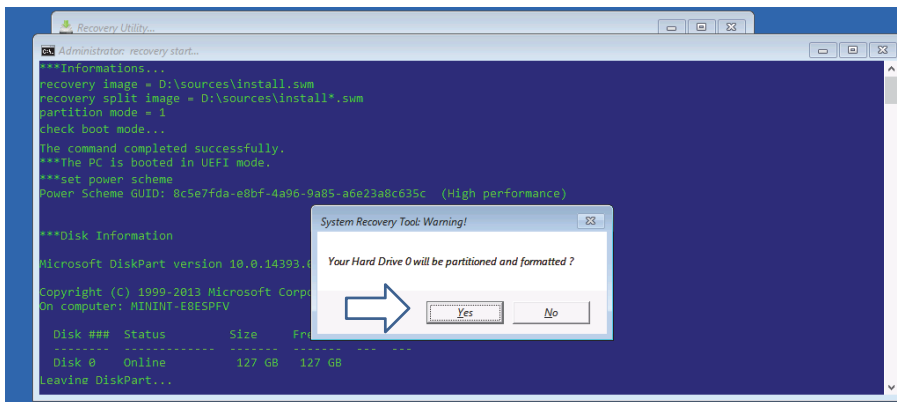 Recovery Utility...
Administrator: recovery start...
***Informations...
recovery image = D:\sources\install.swm
recovery split image = D:\sources\install*.swm
partition mode = 1
check boot mode...
The command completed successfully.
***The PC is booted in UEFI mode.
***set power scheme
Power Scheme GUID: 8c5e7fda-e8bf-4a96-9a85-a6e23a8c635c (High performance)
***Disk Information
Microsoft DiskPart version 10.0.14393.0
Copyright (C) 1999-2013 Microsoft Corpo
On computer: MININT-E8ESPFV
Disk ### Status Size Fre
-------- ------------- ------- ------- --- ---
Disk 0 Online 127 GB 127 GB
Leaving DiskPart...
System Recovery Tool: Warning!
Your Hard Drive 0 will be partitioned and formatted ?
Yes
No